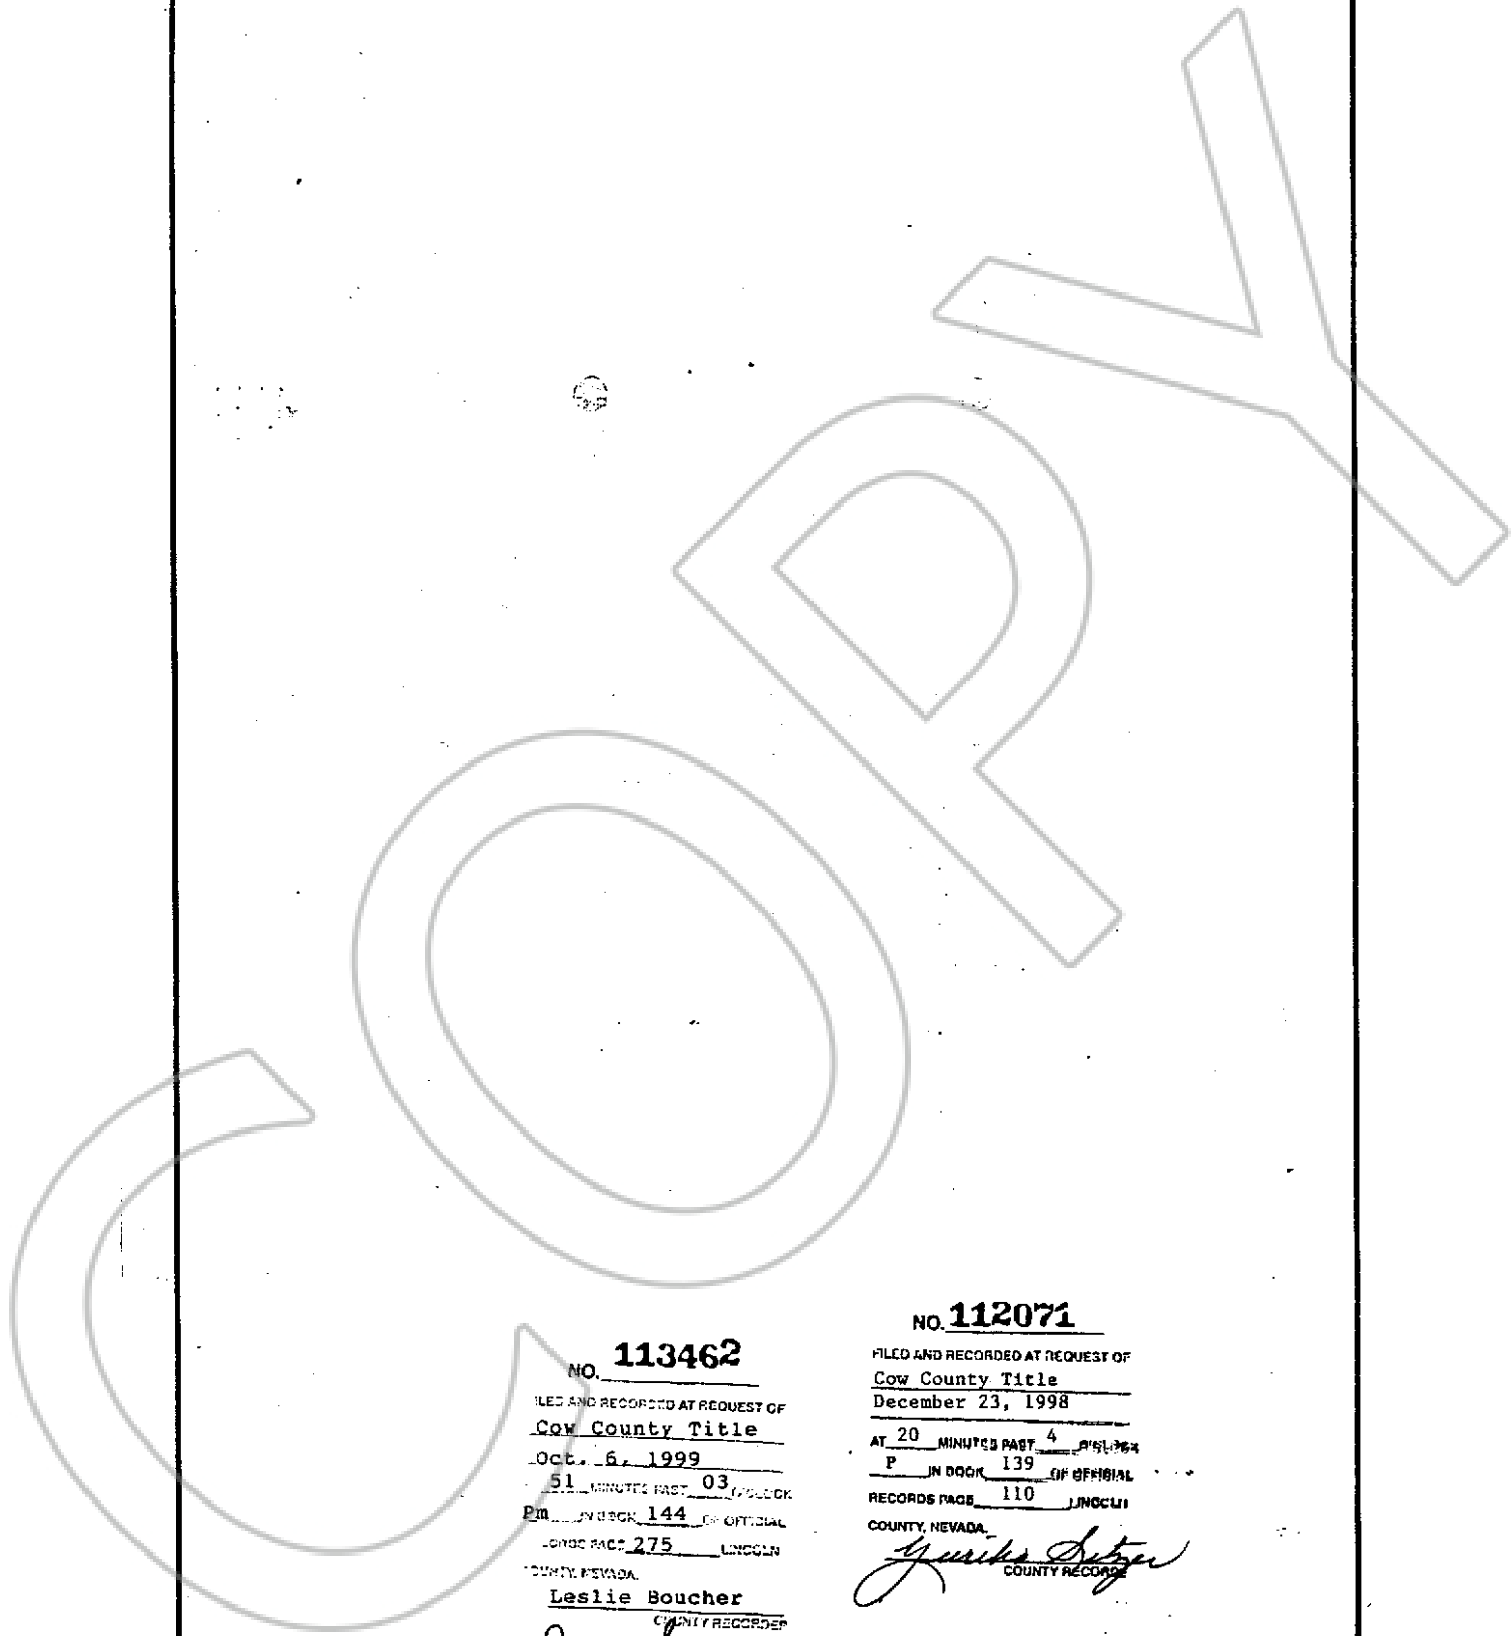 COPY
NO. 113462
FILED AND RECORDED AT REQUEST OF
Cow County Title
Oct. 6, 1999
51 MINUTES PAST 03 O'CLOCK
Pm IN BOOK 144 OF OFFICIAL
RECORDS PAGE 275 LINCOLN
COUNTY, NEVADA.
Leslie Boucher
COUNTY RECORDER
NO. 112071
FILED AND RECORDED AT REQUEST OF
Cow County Title
December 23, 1998
AT 20 MINUTES PAST 4 O'CLOCK
P IN BOOK 139 OF OFFICIAL
RECORDS PAGE 110 LINCOLN
COUNTY, NEVADA.
Yuriko Setzer
COUNTY RECORDER